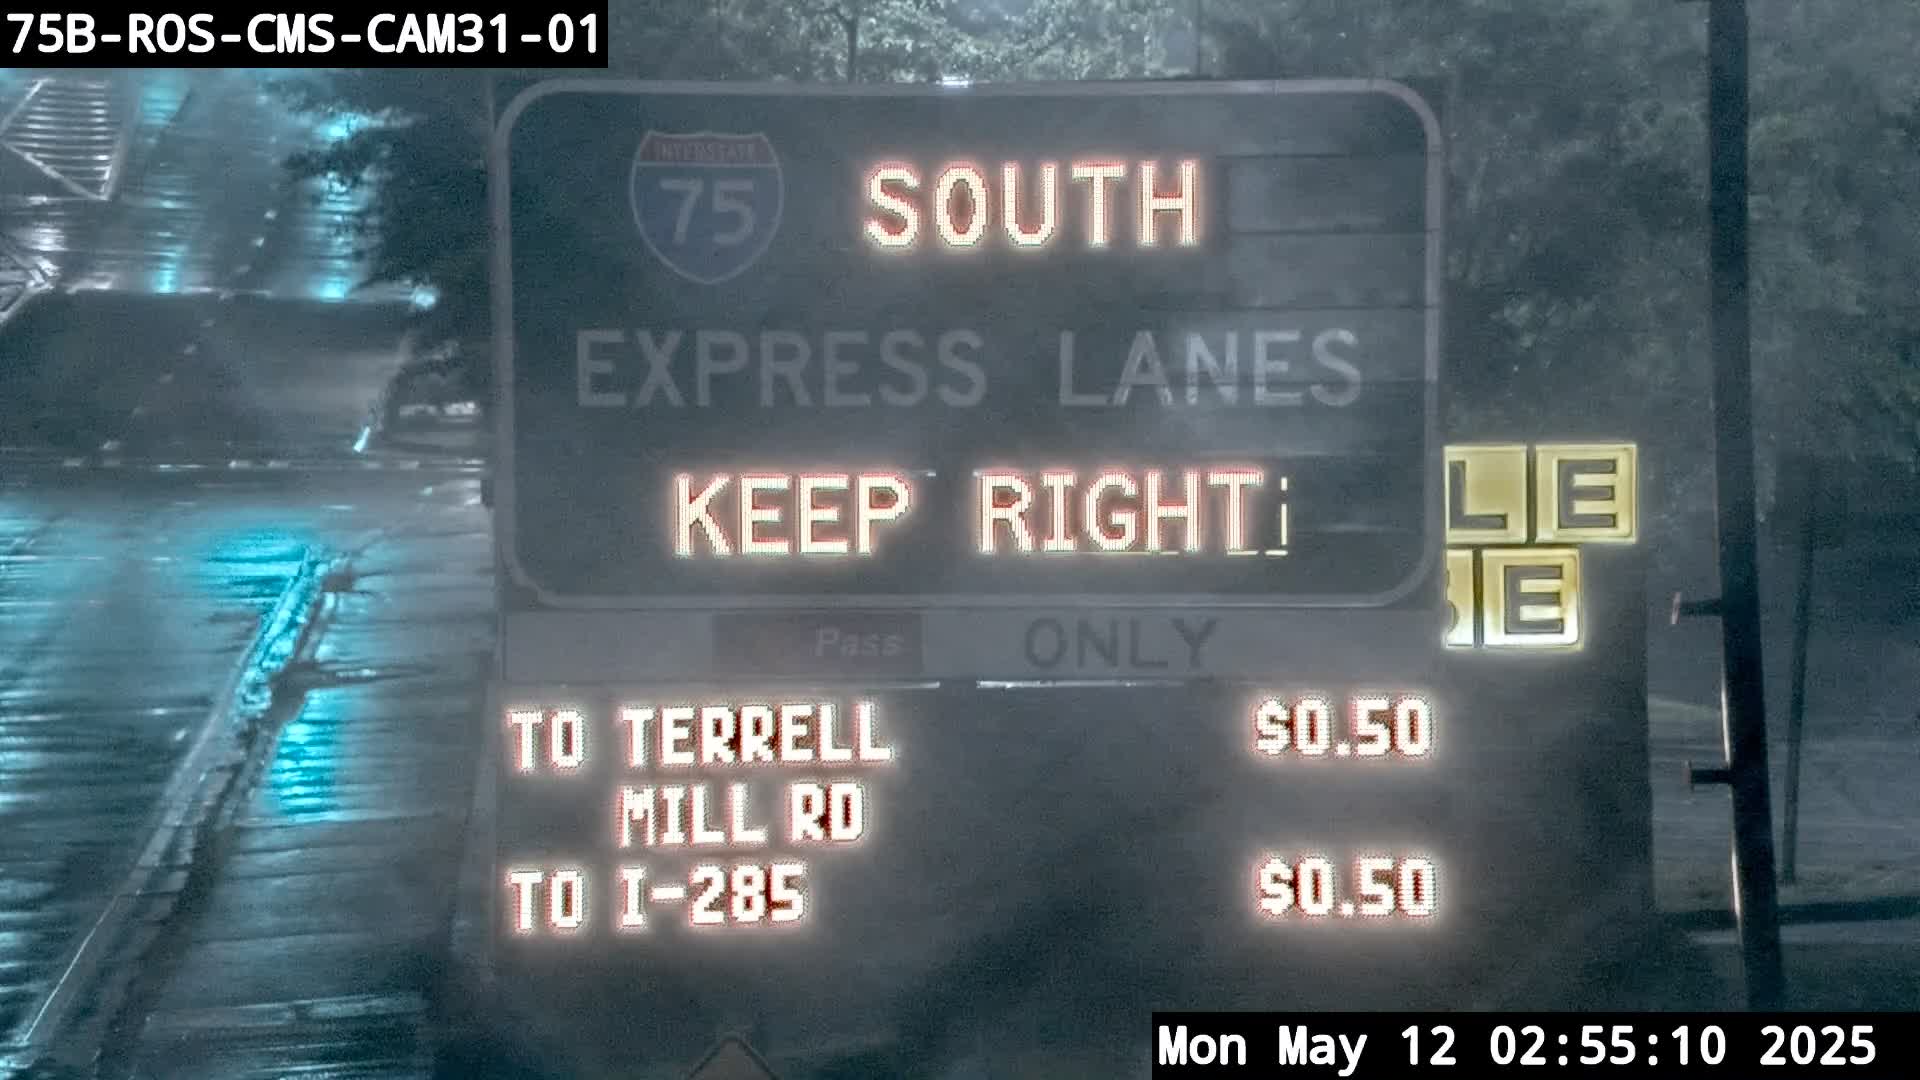 75B-ROS-CMS-CAM31-01
INTERSTATE
75
SOUTH
EXPRESS LANES
KEEP RIGHT
LE
E
Pass ONLY
TO TERRELL $0.50
MILL RD
TO I-285 $0.50
Mon May 12 02:55:10 2025